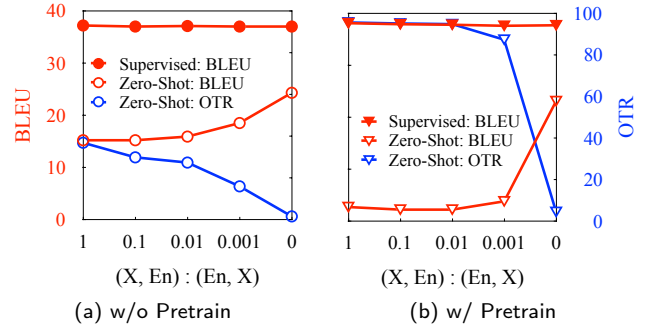 40
30
20
10
0
BLEU
Supervised: BLEU
Zero-Shot: BLEU
Zero-Shot: OTR
1 0.1 0.01 0.001 0
(X, En) : (En, X)
(a) w/o Pretrain
100
80
60
40
20
0
OTR
Supervised: BLEU
Zero-Shot: BLEU
Zero-Shot: OTR
1 0.1 0.01 0.001 0
(X, En) : (En, X)
(b) w/ Pretrain